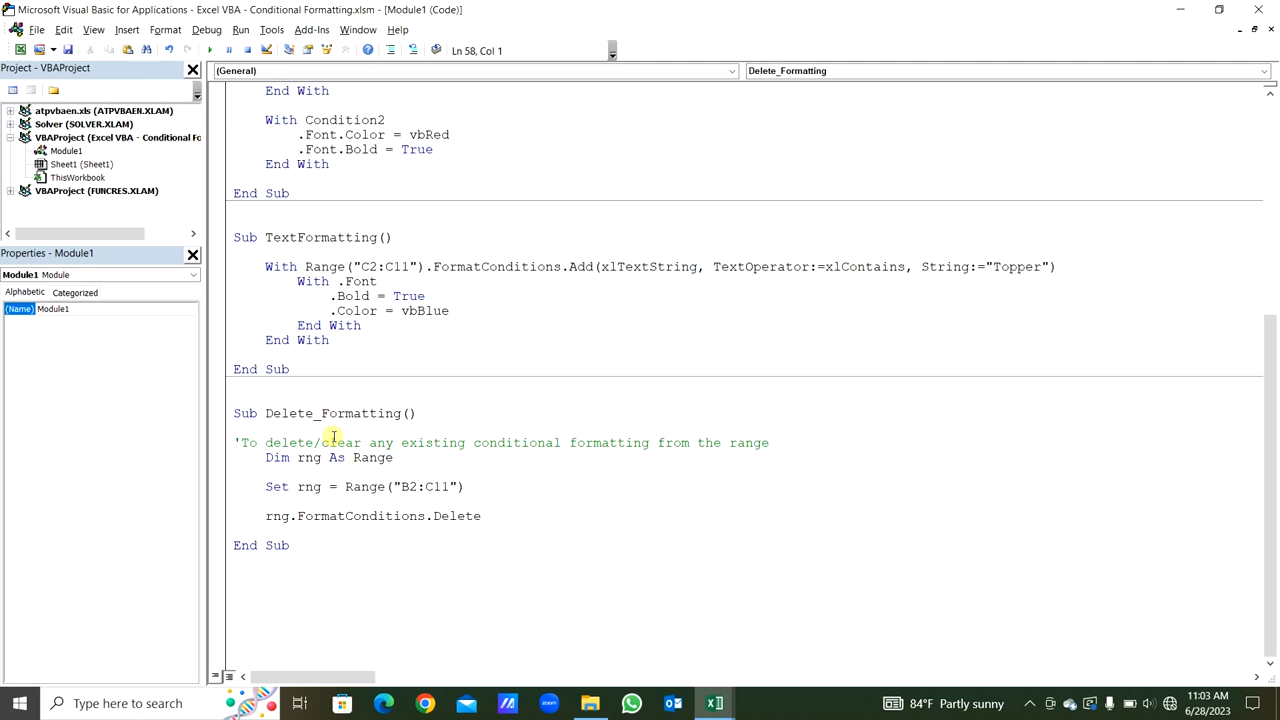 Microsoft Visual Basic for Applications - Excel VBA - Conditional Formatting.xlsm - [Module1 (Code)]
File Edit View Insert Format Debug Run Tools Add-Ins Window Help
Ln 58, Col 1
Project - VBAProject
(General)
Delete_Formatting
atpvbaen.xls (ATPVBAEN.XLAM)
Solver (SOLVER.XLAM)
VBAProject (Excel VBA - Conditional Fo
Module1
Sheet1 (Sheet1)
ThisWorkbook
VBAProject (FUNCRES.XLAM)
Properties - Module1
Module1 Module
Alphabetic Categorized
(Name) Module1
End With
With Condition2
.Font.Color = vbRed
.Font.Bold = True
End With
End Sub
Sub TextFormatting()
With Range("C2:C11").FormatConditions.Add(xlTextString, TextOperator:=xlContains, String:="Topper")
With .Font
.Bold = True
.Color = vbBlue
End With
End With
End Sub
Sub Delete_Formatting()
'To delete/clear any existing conditional formatting from the range
Dim rng As Range
Set rng = Range("B2:C11")
rng.FormatConditions.Delete
End Sub
Type here to search
zoom
84°F Partly sunny
11:03 AM
6/28/2023